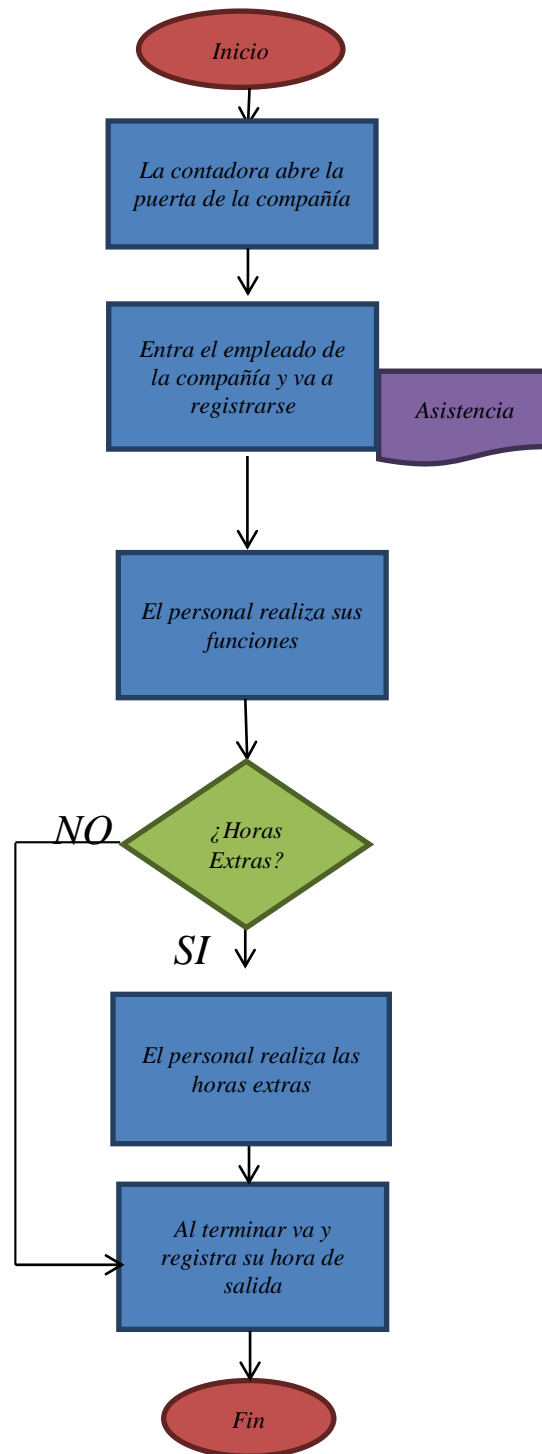 Inicio
La contadora abre la
puerta de la compañía
Entra el empleado de
la compañía y va a
registrarse
Asistencia
El personal realiza sus
funciones
¿Horas
Extras?
NO
SI
El personal realiza las
horas extras
Al terminar va y
registra su hora de
salida
Fin